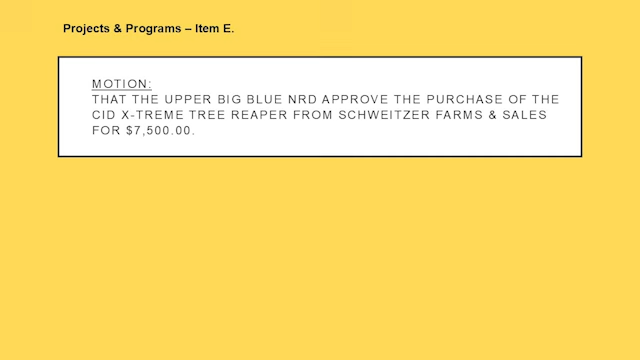 Projects & Programs – Item E.
MOTION:
THAT THE UPPER BIG BLUE NRD APPROVE THE PURCHASE OF THE
CID X-TREME TREE REAPER FROM SCHWEITZER FARMS & SALES
FOR $7,500.00.